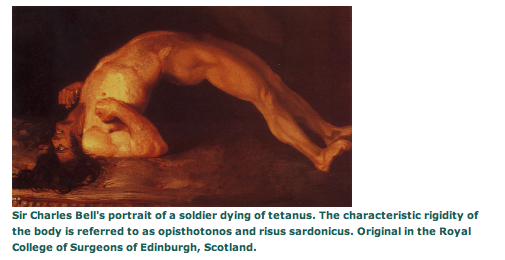 Sir Charles Bell's portrait of a soldier dying of tetanus. The characteristic rigidity of
the body is referred to as opisthotonos and risus sardonicus. Original in the Royal
College of Surgeons of Edinburgh, Scotland.